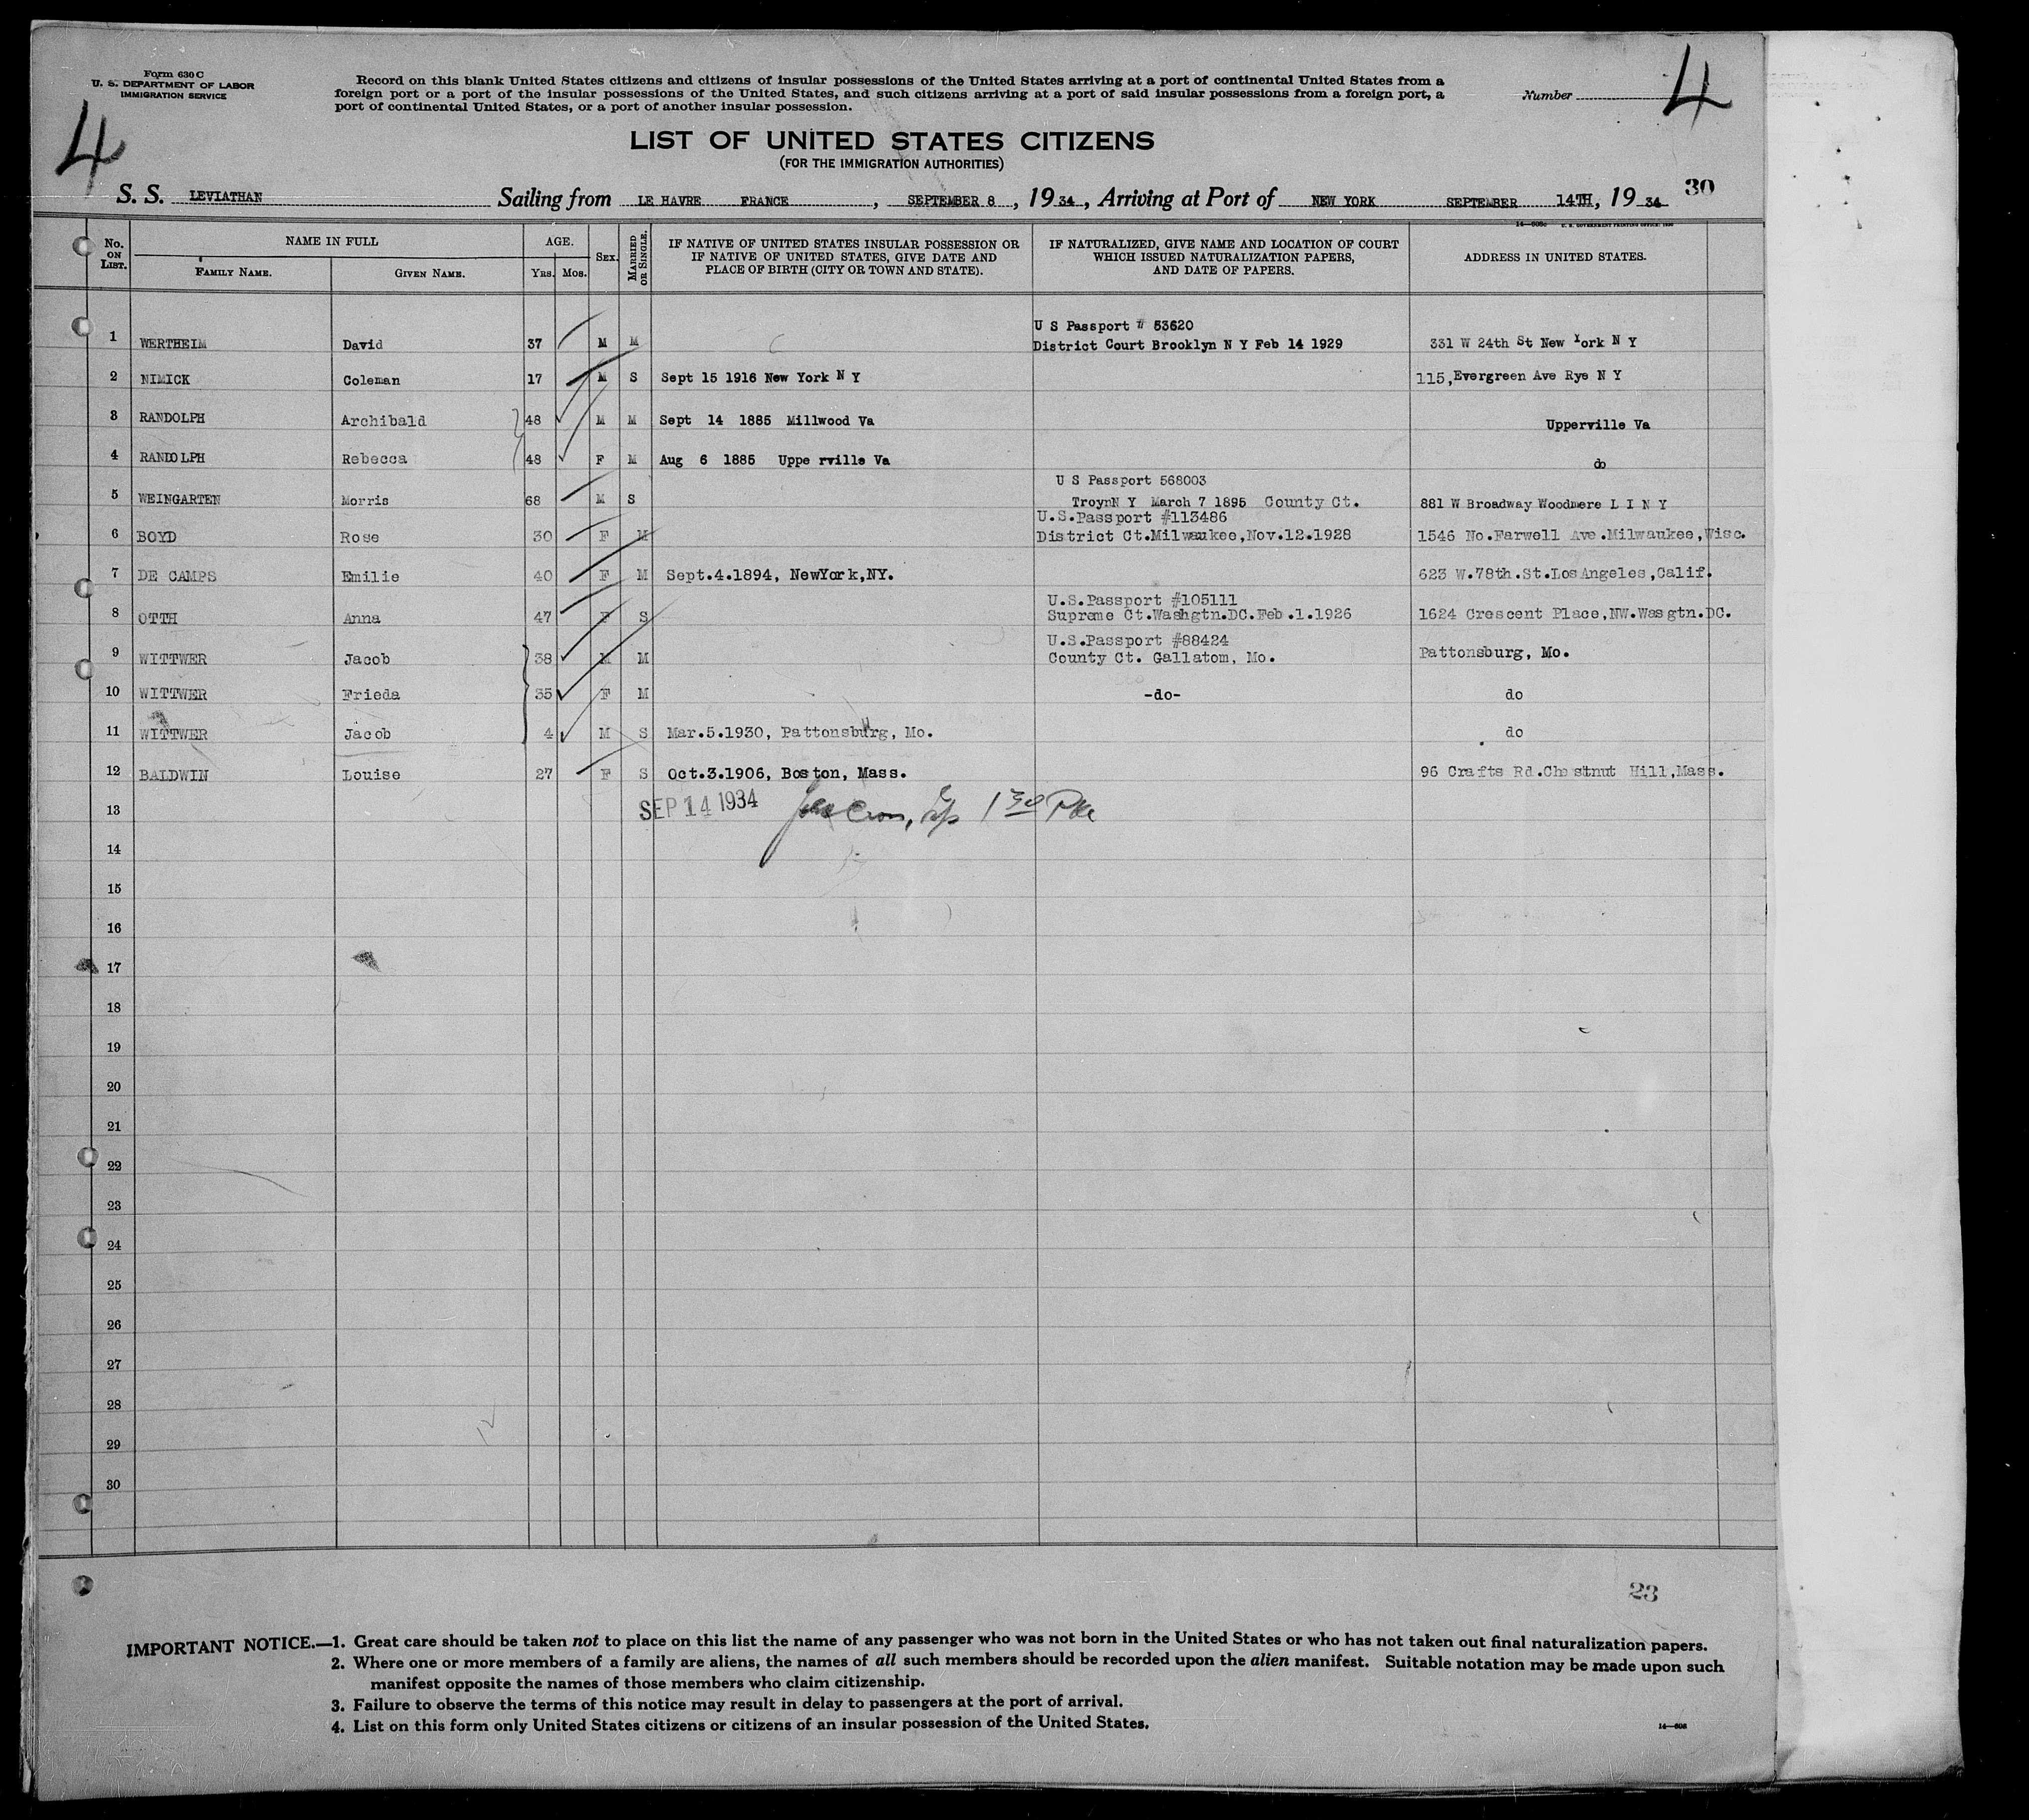 Form 630 C
U. S. DEPARTMENT OF LABOR
IMMIGRATION SERVICE
Record on this blank United States citizens and citizens of insular possessions of the United States arriving at a port of continental United States from a
foreign port or a port of the insular possessions of the United States, and such citizens arriving at a port of said insular possessions from a foreign port, a
port of continental United States, or a port of another insular possession.
Number 4
4
LIST OF UNITED STATES CITIZENS
(FOR THE IMMIGRATION AUTHORITIES)
S. S. LEVIATHAN Sailing from LE HAVRE FRANCE , SEPTEMBER 8 , 19 34 , Arriving at Port of NEW YORK SEPTEMBER 14TH , 19 34
30
No. ON LIST. NAME IN FULL AGE. SEX. MARRIED OR SINGLE. IF NATIVE OF UNITED STATES INSULAR POSSESSION OR IF NATIVE OF UNITED STATES, GIVE DATE AND PLACE OF BIRTH (CITY OR TOWN AND STATE). IF NATURALIZED, GIVE NAME AND LOCATION OF COURT WHICH ISSUED NATURALIZATION PAPERS, AND DATE OF PAPERS. ADDRESS IN UNITED STATES.
FAMILY NAME. GIVEN NAME. YRS. MOS.
U S Passport # 53620
1 WERTHEIM David 37 M M District Court Brooklyn N Y Feb 14 1929 331 W 24th St New York N Y
2 NIMICK Coleman 17 M S Sept 15 1916 New York N Y 115, Evergreen Ave Rye N Y
3 RANDOLPH Archibald 48 M M Sept 14 1885 Millwood Va Upperville Va
4 RANDOLPH Rebecca 48 F M Aug 6 1885 Uppe rville Va do
U S Passport 568003
5 WEINGARTEN Morris 68 M S TroynN Y March 7 1895 County Ct. 881 W Broadway Woodmere L I N Y
U.S.Passport #113486
6 BOYD Rose 30 F M District Ct.Milwaukee,Nov.12.1928 1546 No.Farwell Ave.Milwaukee,Wisc.
7 DE CAMPS Emilie 40 F M Sept.4.1894, NewYork,NY. 623 W.78th.St.LosAngeles,Calif.
U.S.Passport #105111
8 OTTH Anna 47 F S Supreme Ct.Washgtn.DC.Feb.1.1926 1624 Crescent Place,NW.Wasgtn.DC.
U.S.Passport #88424
9 WITTWER Jacob 38 M M County Ct. Gallatom, Mo. Pattonsburg, Mo.
10 WITTWER Frieda 35 F M -do- do
11 WITTWER Jacob 4 M S Mar.5.1930, Pattonsburg, Mo. do
12 BALDWIN Louise 27 F S Oct.3.1906, Boston, Mass. 96 Crafts Rd.Chestnut Hill,Mass.
13 SEP 14 1934
14
15
16
17
18
19
20
21
22
23
24
25
26
27
28
29
30
23
IMPORTANT NOTICE.—1. Great care should be taken not to place on this list the name of any passenger who was not born in the United States or who has not taken out final naturalization papers.
2. Where one or more members of a family are aliens, the names of all such members should be recorded upon the alien manifest. Suitable notation may be made upon such
manifest opposite the names of those members who claim citizenship.
3. Failure to observe the terms of this notice may result in delay to passengers at the port of arrival.
4. List on this form only United States citizens or citizens of an insular possession of the United States.